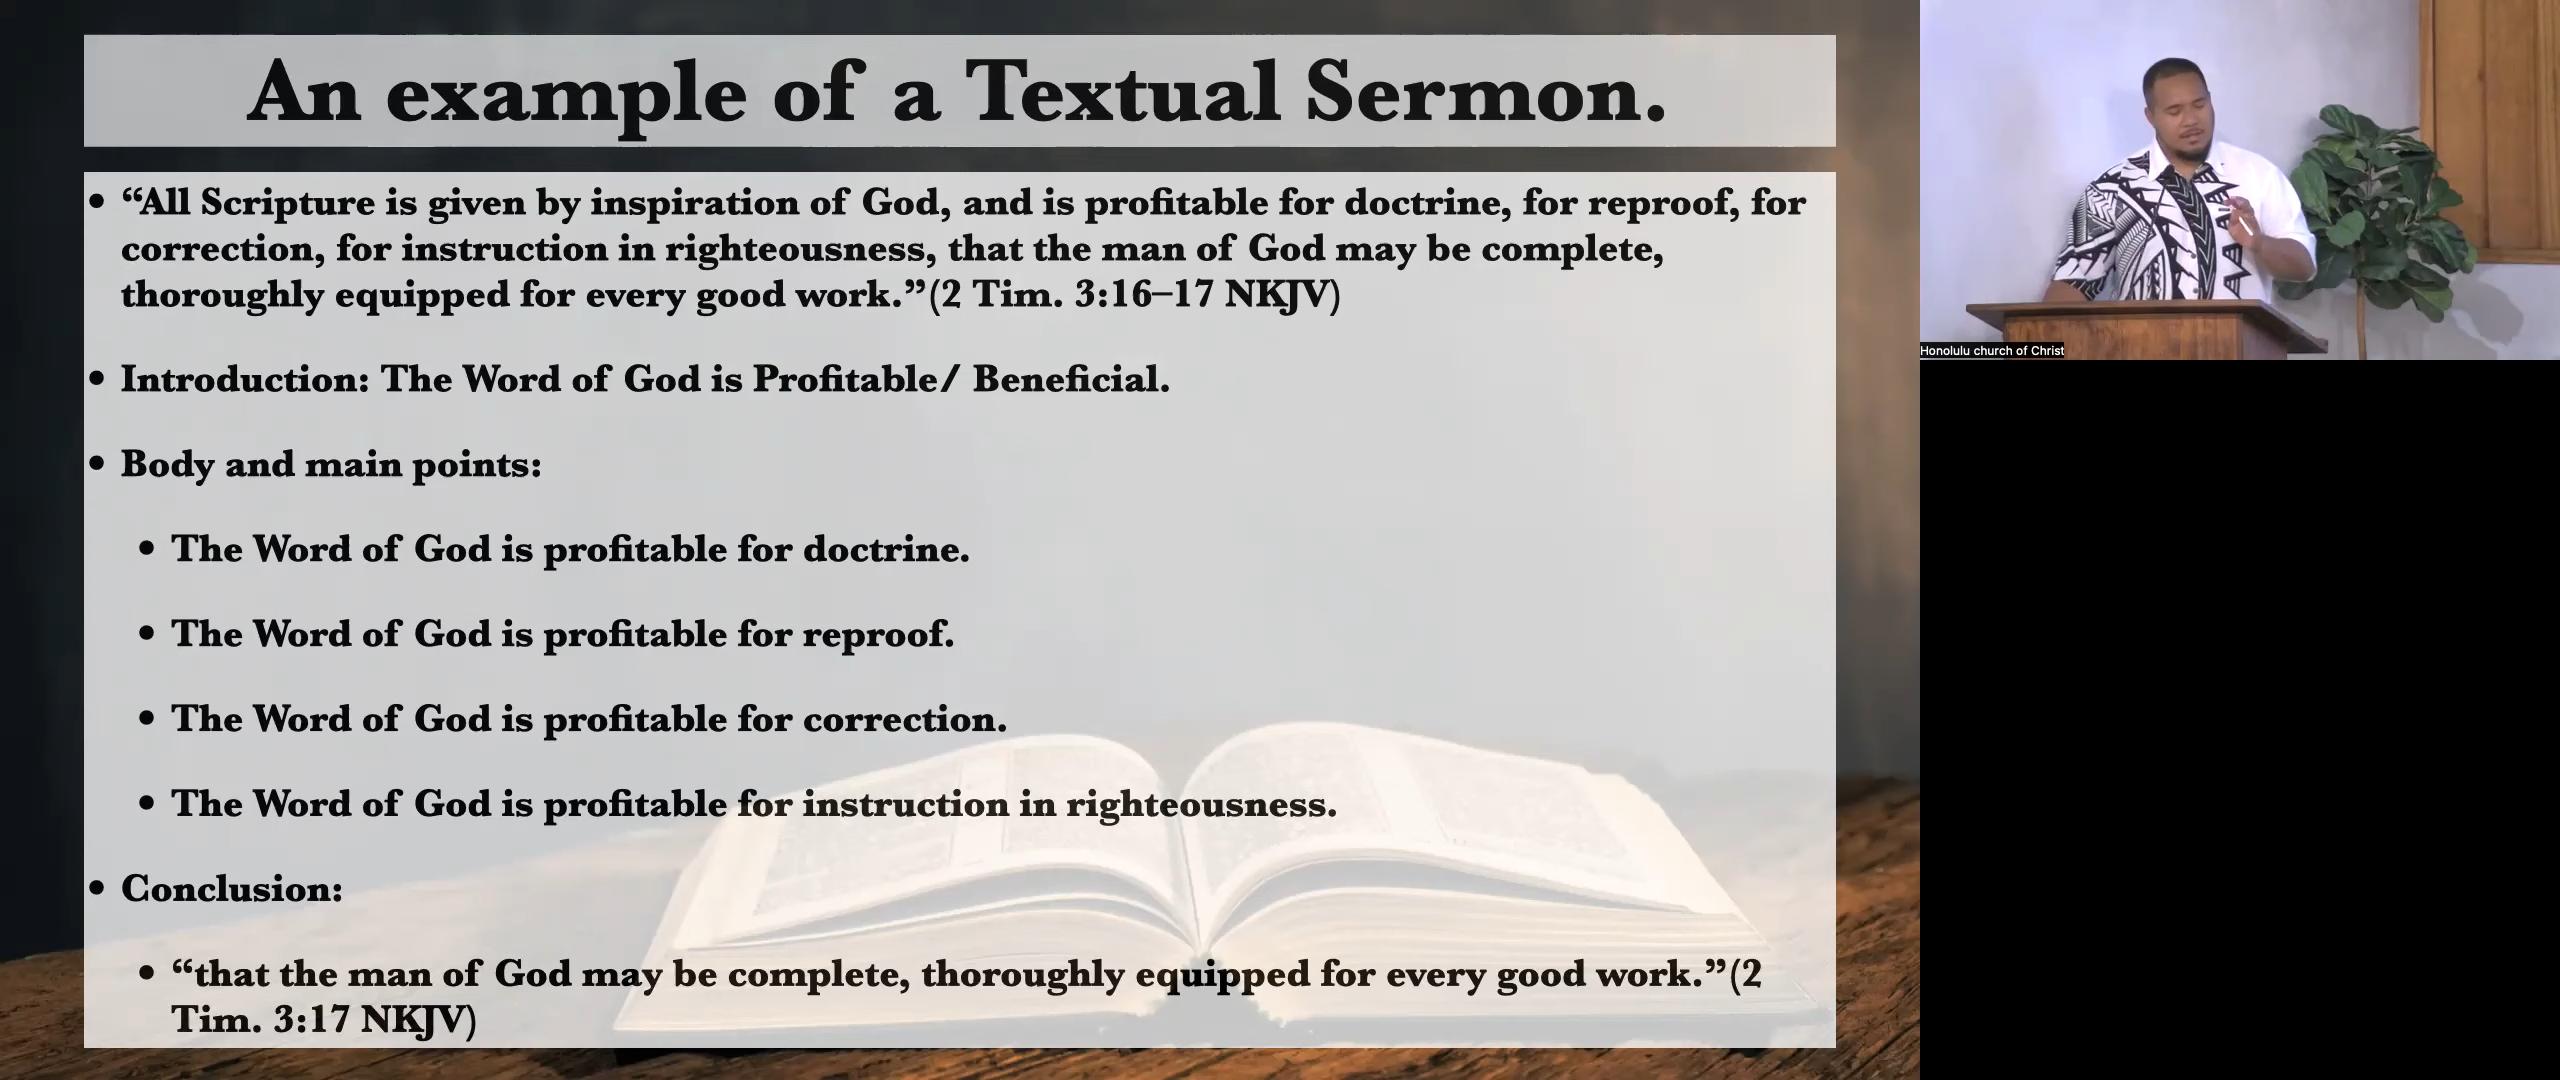 An example of a Textual Sermon.
• “All Scripture is given by inspiration of God, and is profitable for doctrine, for reproof, for
correction, for instruction in righteousness, that the man of God may be complete,
thoroughly equipped for every good work.”(2 Tim. 3:16–17 NKJV)
• Introduction: The Word of God is Profitable/ Beneficial.
• Body and main points:
• The Word of God is profitable for doctrine.
• The Word of God is profitable for reproof.
• The Word of God is profitable for correction.
• The Word of God is profitable for instruction in righteousness.
• Conclusion:
• “that the man of God may be complete, thoroughly equipped for every good work.”(2
Tim. 3:17 NKJV)
Honolulu church of Christ